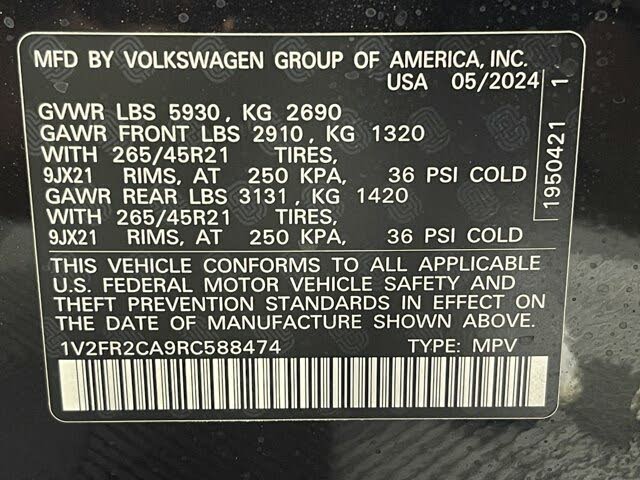 MFD BY VOLKSWAGEN GROUP OF AMERICA, INC.
USA 05/2024
GVWR LBS 5930, KG 2690
GAWR FRONT LBS 2910, KG 1320
WITH 265/45R21 TIRES,
9JX21 RIMS, AT 250 KPA, 36 PSI COLD
GAWR REAR LBS 3131, KG 1420
WITH 265/45R21 TIRES,
9JX21 RIMS, AT 250 KPA, 36 PSI COLD
1950421 1
THIS VEHICLE CONFORMS TO ALL APPLICABLE
U.S. FEDERAL MOTOR VEHICLE SAFETY AND
THEFT PREVENTION STANDARDS IN EFFECT ON
THE DATE OF MANUFACTURE SHOWN ABOVE.
1V2FR2CA9RC588474 TYPE: MPV